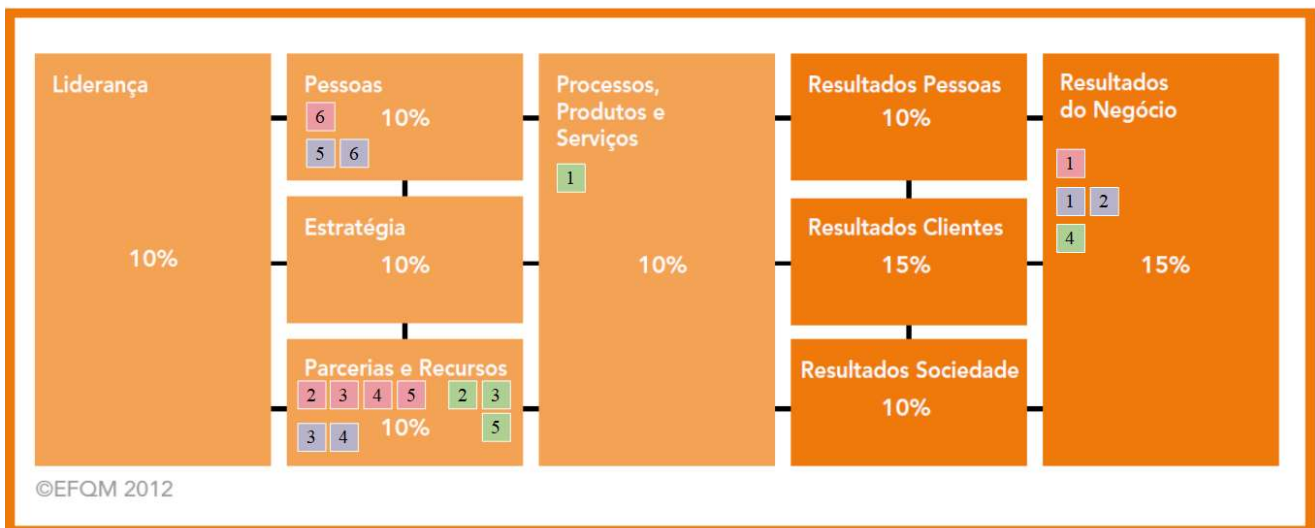 Liderança
10%
Pessoas
6
10%
5 6
Estratégia
10%
Parcerias e Recursos
2 3 4 5 2 3
5
3 4 10%
Processos,
Produtos e
Serviços
1
10%
Resultados Pessoas
10%
Resultados Clientes
15%
Resultados Sociedade
10%
Resultados
do Negócio
1
1 2
4
15%
©EFQM 2012